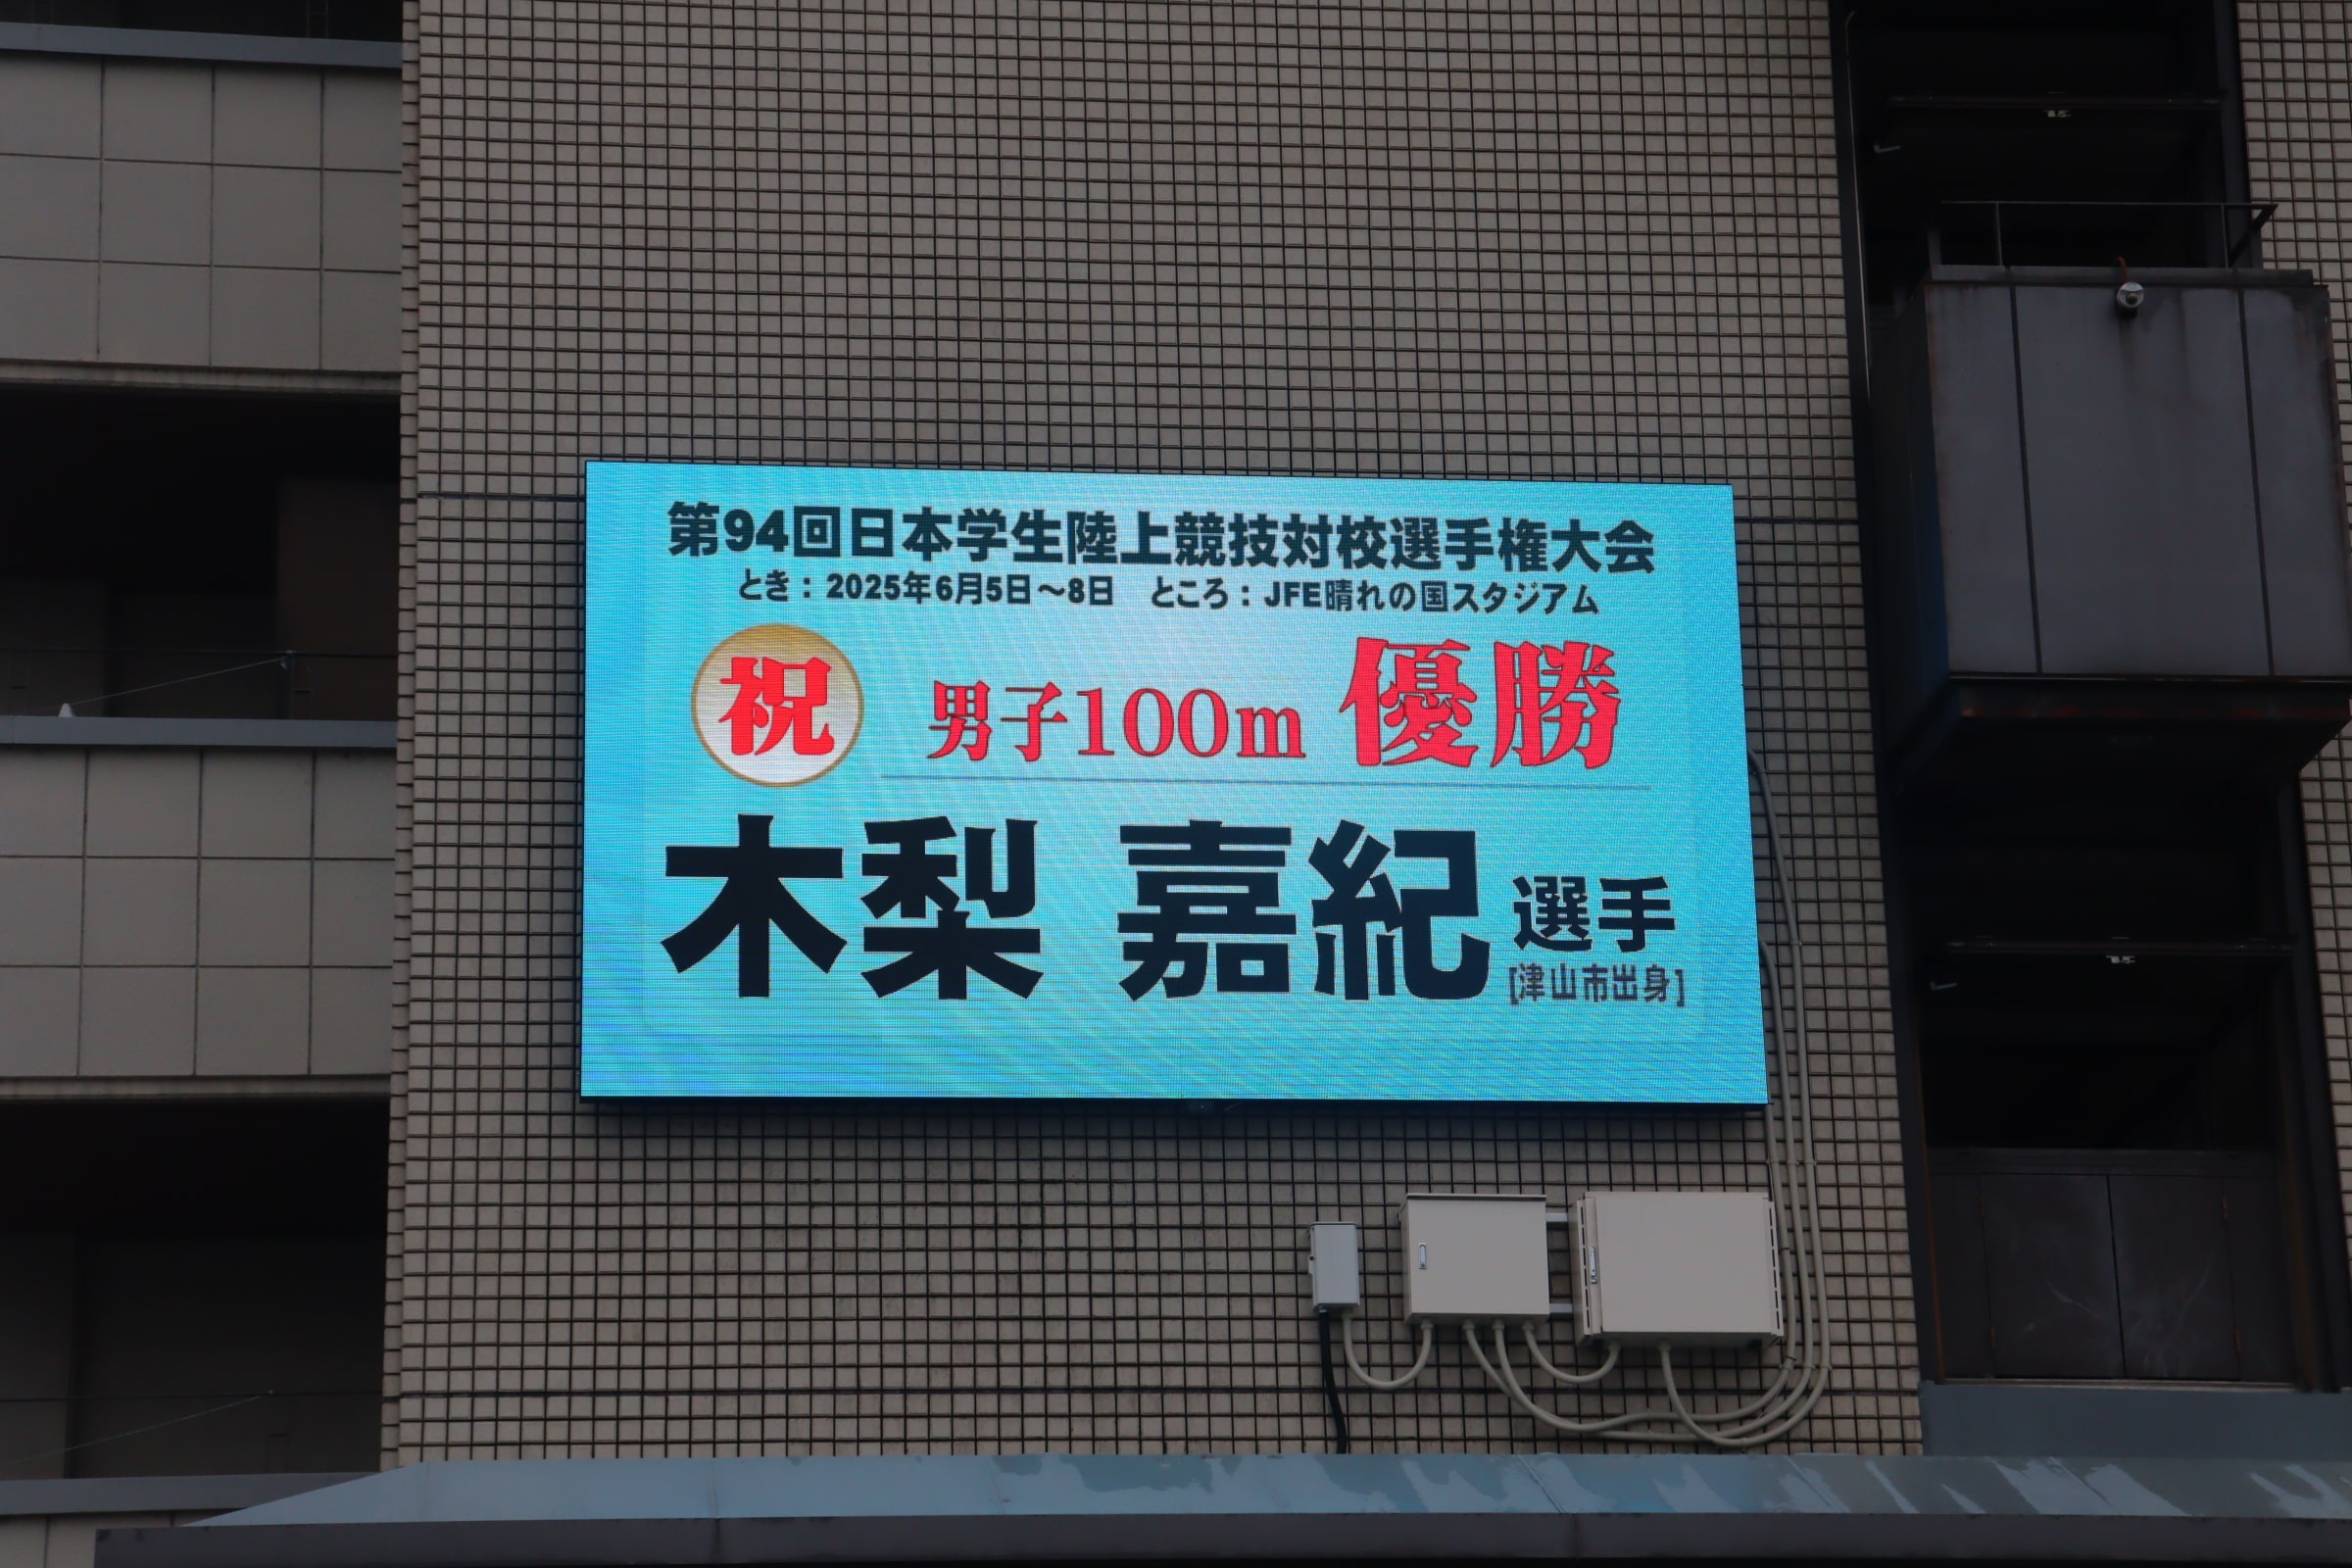 第94回日本学生陸上競技対校選手権大会
とき：2025年6月5日～8日　ところ：JFE晴れの国スタジアム
祝　男子100m 優勝
木梨 嘉紀 選手
[津山市出身]